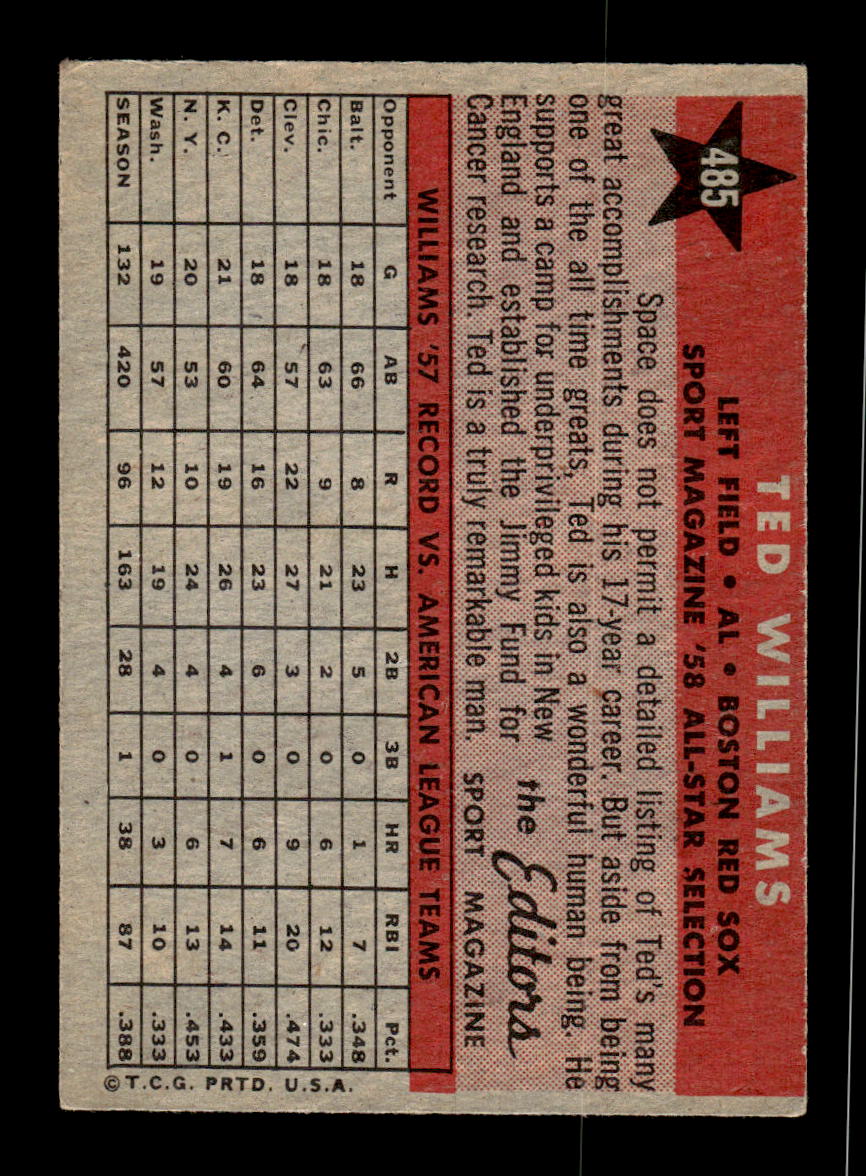 485
TED WILLIAMS
LEFT FIELD • AL • BOSTON RED SOX
SPORT MAGAZINE '58 ALL-STAR SELECTION
Space does not permit a detailed listing of Ted's many
great accomplishments during his 17-year career. But aside from being
one of the all time greats, Ted is also a wonderful human being. He
supports a camp for underprivileged kids in New
England and established the Jimmy Fund for
Cancer research. Ted is a truly remarkable man.
the Editors
SPORT MAGAZINE
WILLIAMS '57 RECORD VS. AMERICAN LEAGUE TEAMS
Opponent G AB R H 2B 3B HR RBI Pct.
Balt. 18 66 8 23 5 0 1 7 .348
Chic. 18 63 9 21 2 0 6 12 .333
Clev. 18 57 22 27 3 0 9 20 .474
Det. 18 64 16 23 6 0 6 11 .359
K. C. 21 60 19 26 4 1 7 14 .433
N. Y. 20 53 10 24 4 0 6 13 .453
Wash. 19 57 12 19 4 0 3 10 .333
SEASON 132 420 96 163 28 1 38 87 .388
© T.C.G. PRTD. U.S.A.